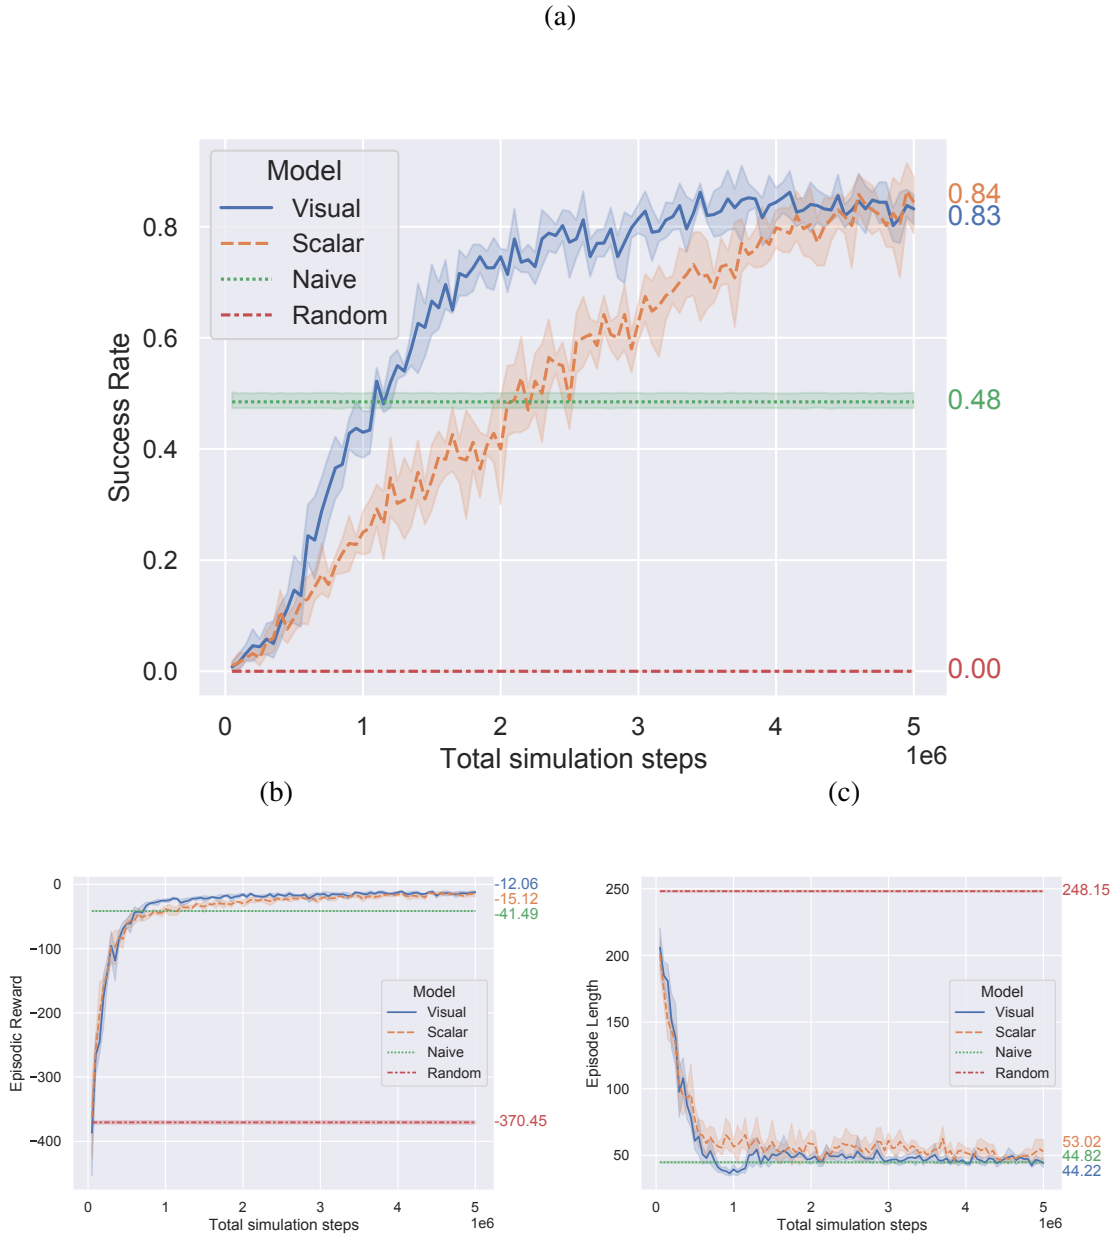 (a)
Model
Visual
Scalar
Naive
Random
Success Rate
0.8
0.6
0.4
0.2
0.0
0.84
0.83
0.48
0.00
0 1 2 3 4 5
1e6
Total simulation steps
(b)
Episodic Reward
0
−100
−200
−300
−400
Model
Visual
Scalar
Naive
Random
-12.06
-15.12
-41.49
-370.45
0 1 2 3 4 5
1e6
Total simulation steps
(c)
Episode Length
250
200
150
100
50
Model
Visual
Scalar
Naive
Random
248.15
53.02
44.82
44.22
0 1 2 3 4 5
1e6
Total simulation steps